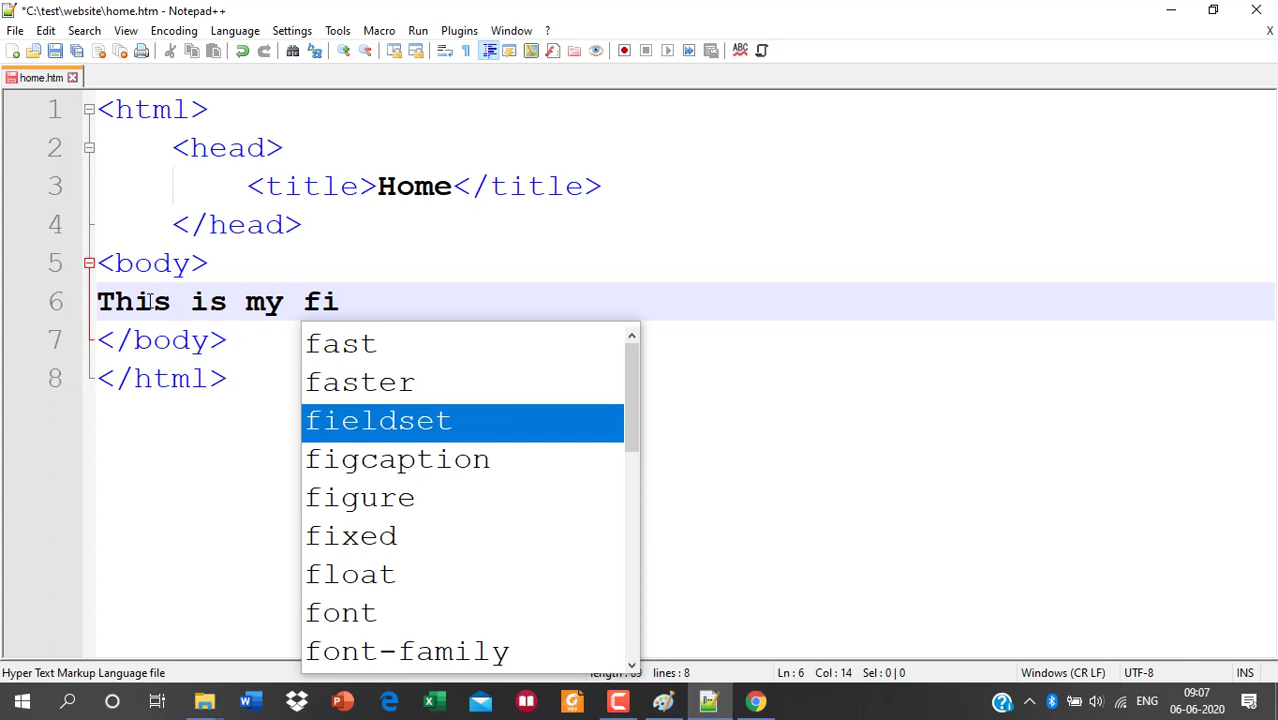 *C:\test\website\home.htm - Notepad++
File Edit Search View Encoding Language Settings Tools Macro Run Plugins Window ? X
home.htm
1 <html>
2 <head>
3 <title>Home</title>
4 </head>
5 <body>
6 This is my fi
7 </body>
8 </html>
fast
faster
fieldset
figcaption
figure
fixed
float
font
font-family
Hyper Text Markup Language file lines : 8 Ln : 6 Col : 14 Sel : 0 | 0 Windows (CR LF) UTF-8 INS
ENG
09:07
06-06-2020